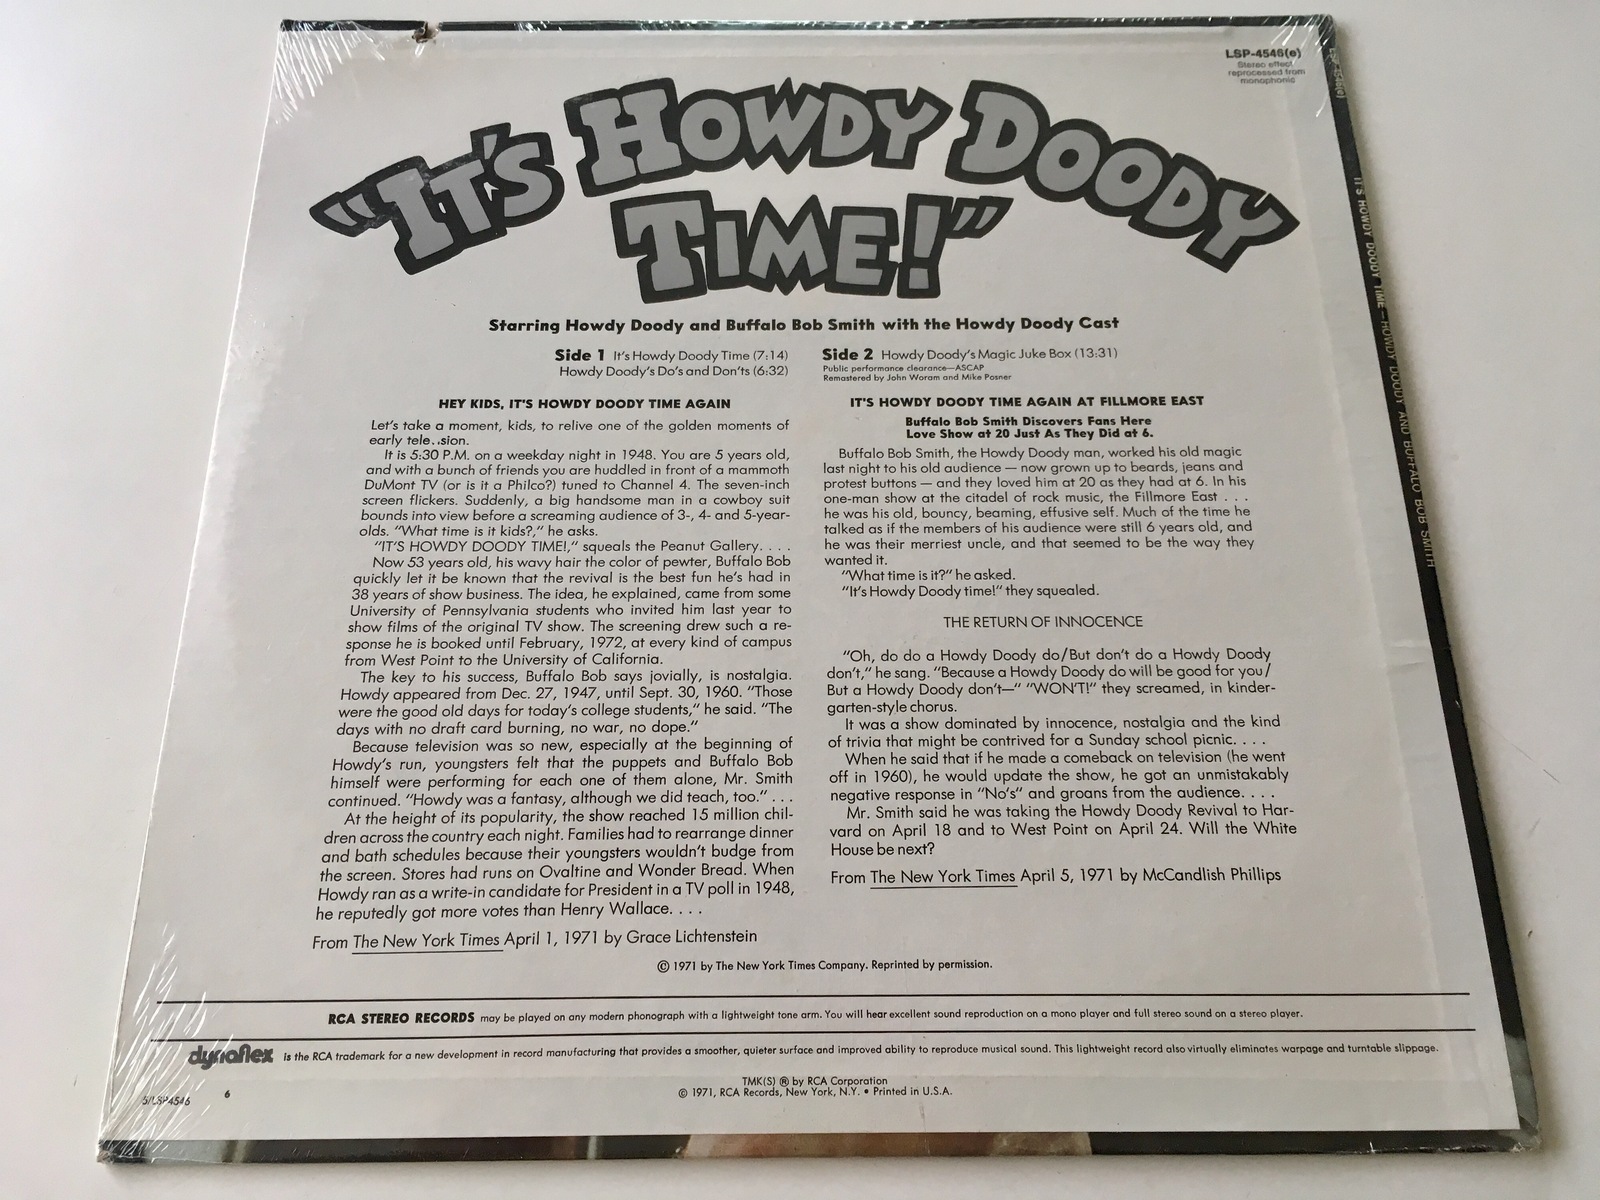 LSP-4546(e)
Stereo effect
reprocessed from
monophonic
"IT'S HOWDY DOODY
TIME!"
Starring Howdy Doody and Buffalo Bob Smith with the Howdy Doody Cast
Side 1 It's Howdy Doody Time (7:14)
Howdy Doody's Do's and Don'ts (6:32)
Side 2 Howdy Doody's Magic Juke Box (13:31)
Public performance clearance—ASCAP
Remastered by John Woram and Mike Posner
HEY KIDS, IT'S HOWDY DOODY TIME AGAIN
Let's take a moment, kids, to relive one of the golden moments of
early tele..sion.
It is 5:30 P.M. on a weekday night in 1948. You are 5 years old,
and with a bunch of friends you are huddled in front of a mammoth
DuMont TV (or is it a Philco?) tuned to Channel 4. The seven-inch
screen flickers. Suddenly, a big handsome man in a cowboy suit
bounds into view before a screaming audience of 3-, 4- and 5-year-
olds. "What time is it kids?," he asks.
"IT'S HOWDY DOODY TIME!," squeals the Peanut Gallery. . . .
Now 53 years old, his wavy hair the color of pewter, Buffalo Bob
quickly let it be known that the revival is the best fun he's had in
38 years of show business. The idea, he explained, came from some
University of Pennsylvania students who invited him last year to
show films of the original TV show. The screening drew such a re-
sponse he is booked until February, 1972, at every kind of campus
from West Point to the University of California.
The key to his success, Buffalo Bob says jovially, is nostalgia.
Howdy appeared from Dec. 27, 1947, until Sept. 30, 1960. "Those
were the good old days for today's college students," he said. "The
days with no draft card burning, no war, no dope."
Because television was so new, especially at the beginning of
Howdy's run, youngsters felt that the puppets and Buffalo Bob
himself were performing for each one of them alone, Mr. Smith
continued. "Howdy was a fantasy, although we did teach, too." . . .
At the height of its popularity, the show reached 15 million chil-
dren across the country each night. Families had to rearrange dinner
and bath schedules because their youngsters wouldn't budge from
the screen. Stores had runs on Ovaltine and Wonder Bread. When
Howdy ran as a write-in candidate for President in a TV poll in 1948,
he reputedly got more votes than Henry Wallace. . . .
From The New York Times April 1, 1971 by Grace Lichtenstein
IT'S HOWDY DOODY TIME AGAIN AT FILLMORE EAST
Buffalo Bob Smith Discovers Fans Here
Love Show at 20 Just As They Did at 6.
Buffalo Bob Smith, the Howdy Doody man, worked his old magic
last night to his old audience — now grown up to beards, jeans and
protest buttons — and they loved him at 20 as they had at 6. In his
one-man show at the citadel of rock music, the Fillmore East . . .
he was his old, bouncy, beaming, effusive self. Much of the time he
talked as if the members of his audience were still 6 years old, and
he was their merriest uncle, and that seemed to be the way they
wanted it.
"What time is it?" he asked.
"It's Howdy Doody time!" they squealed.
THE RETURN OF INNOCENCE
"Oh, do do a Howdy Doody do/But don't do a Howdy Doody
don't," he sang. "Because a Howdy Doody do will be good for you/
But a Howdy Doody don't—" "WON'T!" they screamed, in kinder-
garten-style chorus.
It was a show dominated by innocence, nostalgia and the kind
of trivia that might be contrived for a Sunday school picnic. . . .
When he said that if he made a comeback on television (he went
off in 1960), he would update the show, he got an unmistakably
negative response in "No's" and groans from the audience. . . .
Mr. Smith said he was taking the Howdy Doody Revival to Har-
vard on April 18 and to West Point on April 24. Will the White
House be next?
From The New York Times April 5, 1971 by McCandlish Phillips
© 1971 by The New York Times Company. Reprinted by permission.
RCA STEREO RECORDS may be played on any modern phonograph with a lightweight tone arm. You will hear excellent sound reproduction on a mono player and full stereo sound on a stereo player.
dynaflex is the RCA trademark for a new development in record manufacturing that provides a smoother, quieter surface and improved ability to reproduce musical sound. This lightweight record also virtually eliminates warpage and turntable slippage.
TMK(S) ® by RCA Corporation
© 1971, RCA Records, New York, N.Y. • Printed in U.S.A.
5/LSP4546
6
LSP 4546(e)
IT'S HOWDY DOODY TIME—HOWDY DOODY AND BUFFALO BOB SMITH